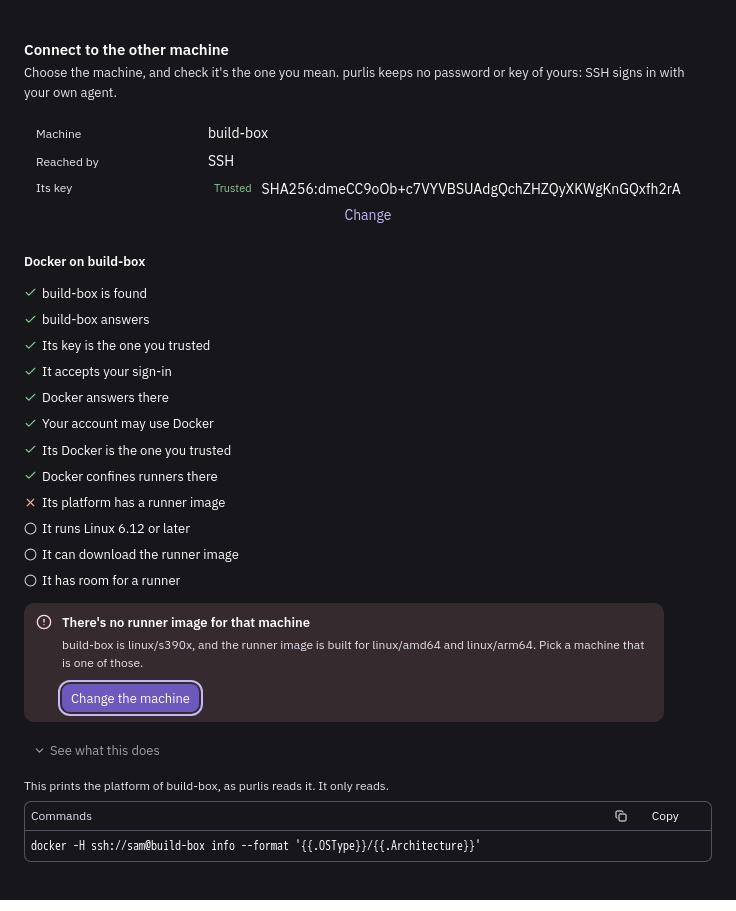 Connect to the other machine
Choose the machine, and check it's the one you mean. purlis keeps no password or key of yours: SSH signs in with
your own agent.
Machine build-box
Reached by SSH
Its key Trusted SHA256:dmeCC9oOb+c7VYVBSUAdgQchZHZQyXKWgKnGQxfh2rA
Change
Docker on build-box
build-box is found
build-box answers
Its key is the one you trusted
It accepts your sign-in
Docker answers there
Your account may use Docker
Its Docker is the one you trusted
Docker confines runners there
Its platform has a runner image
It runs Linux 6.12 or later
It can download the runner image
It has room for a runner
There's no runner image for that machine
build-box is linux/s390x, and the runner image is built for linux/amd64 and linux/arm64. Pick a machine that
is one of those.
Change the machine
See what this does
This prints the platform of build-box, as purlis reads it. It only reads.
Commands Copy
docker -H ssh://sam@build-box info --format '{{.OSType}}/{{.Architecture}}'